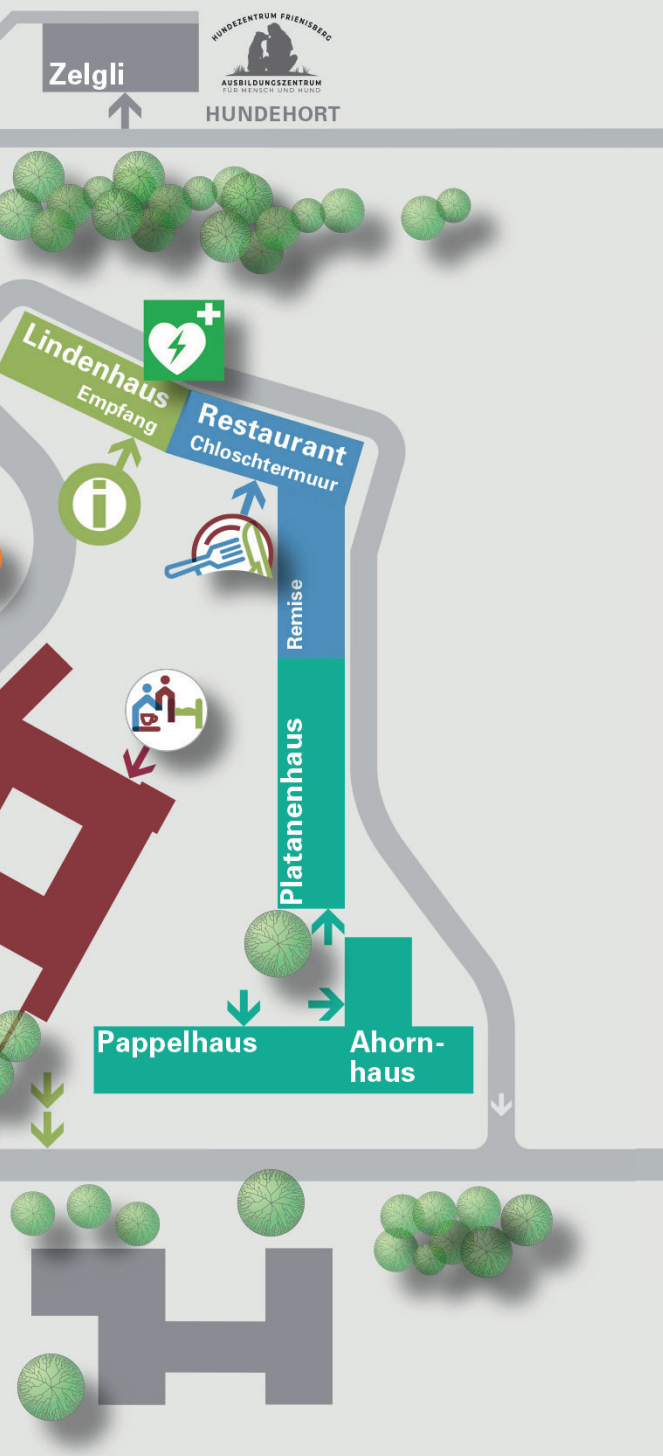 HUNDEZENTRUM FRIENISBERG
Zelgli
AUSBILDUNGSZENTRUM
FÜR MENSCH UND HUND
HUNDEHORT
Lindenhaus
Empfang
Restaurant
Chloschtermuur
i
Remise
Platanenhaus
Pappelhaus
Ahorn-
haus